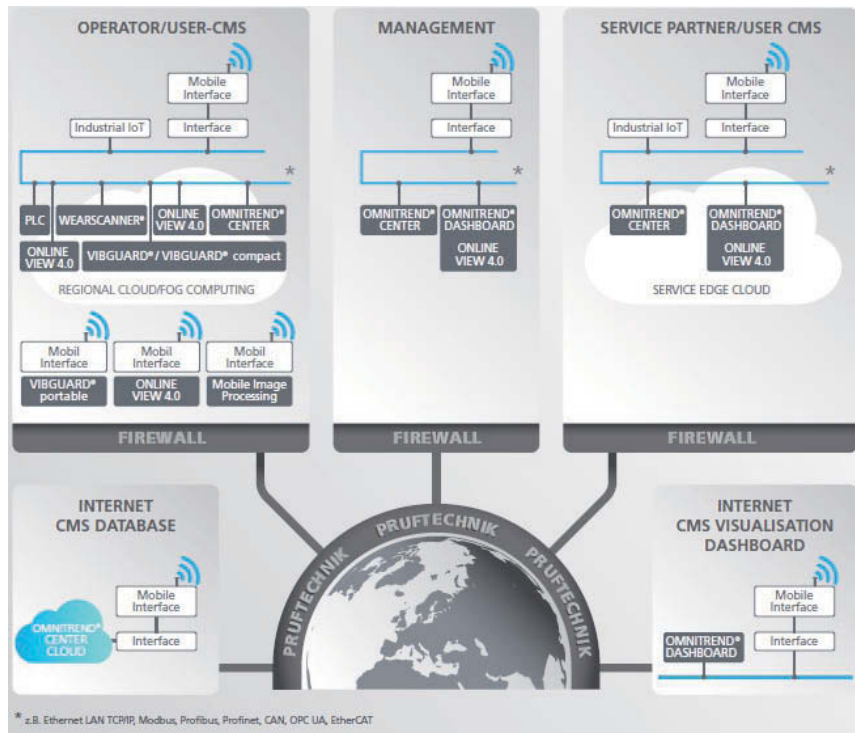 OPERATOR/USER-CMS
Mobile
Interface
Industrial IoT
Interface
*
PLC
WEARSCANNER®
ONLINE
VIEW 4.0
OMNITREND®
CENTER
ONLINE
VIEW 4.0
VIBGUARD® / VIBGUARD® compact
REGIONAL CLOUD/FOG COMPUTING
Mobil
Interface
VIBGUARD®
portable
Mobil
Interface
ONLINE
VIEW 4.0
Mobil
Interface
Mobile Image
Processing
FIREWALL
MANAGEMENT
Mobile
Interface
Interface
*
OMNITREND®
CENTER
OMNITREND®
DASHBOARD
ONLINE
VIEW 4.0
FIREWALL
SERVICE PARTNER/USER CMS
Mobile
Interface
Industrial IoT
Interface
*
OMNITREND®
CENTER
OMNITREND®
DASHBOARD
ONLINE
VIEW 4.0
SERVICE EDGE CLOUD
FIREWALL
INTERNET
CMS DATABASE
Mobile
Interface
OMNITREND®
CENTER
CLOUD
Interface
PRUFTECHNIK
PRUFTECHNIK
PRUFTECHNIK
INTERNET
CMS VISUALISATION
DASHBOARD
Mobile
Interface
OMNITREND®
DASHBOARD
Interface
* z.B. Ethernet LAN TCP/IP, Modbus, Profibus, Profinet, CAN, OPC UA, EtherCAT